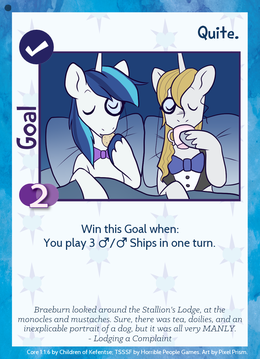 Quite.
Goal
2
Win this Goal when:
You play 3 ♂/♂ Ships in one turn.
Braeburn looked around the Stallion's Lodge, at the
monocles and mustaches. Sure, there was tea, doilies, and an
inexplicable portrait of a dog, but it was all very MANLY.
- Lodging a Complaint
Core 1.1.6 by Children of Kefentse. TSSSF by Horrible People Games. Art by Pixel Prism.